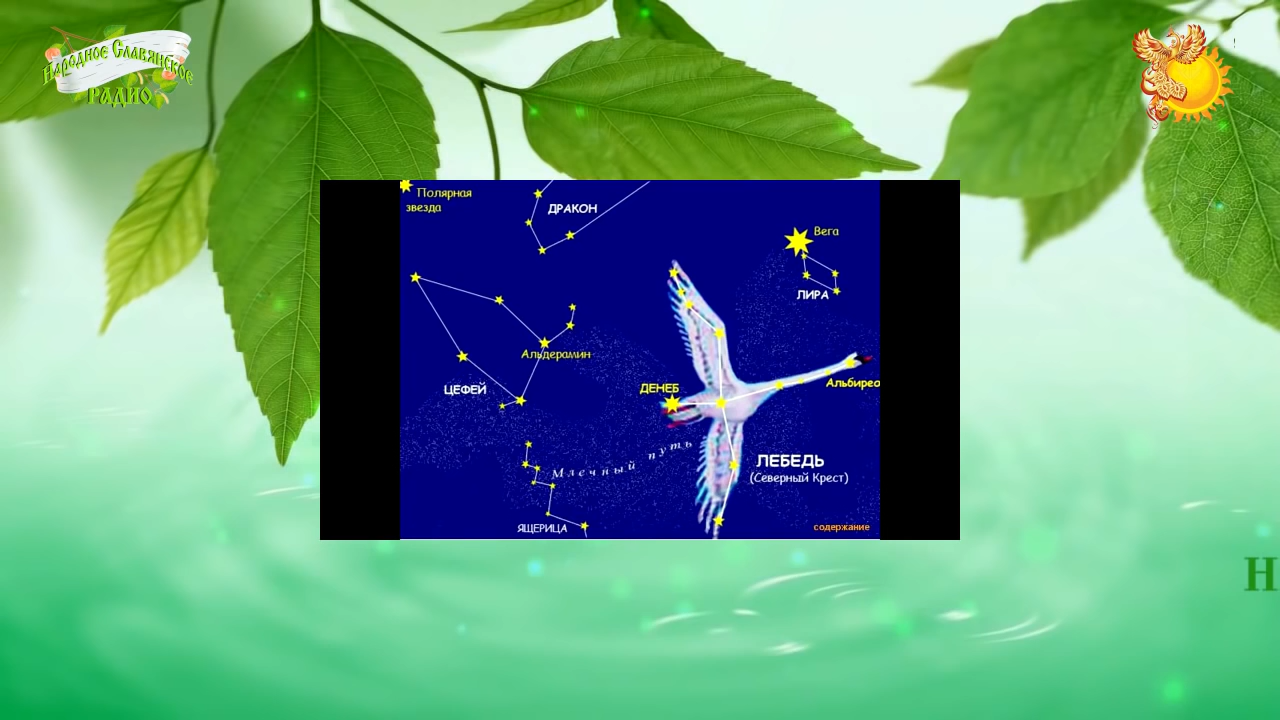 Народное Славянское
РАДИО
Полярная
звезда
ДРАКОН
Вега
ЛИРА
Альдерамин
ЦЕФЕЙ
ДЕНЕБ
Альбирео
Млечный путь
ЛЕБЕДЬ
(Северный Крест)
ЯЩЕРИЦА
содержание
Н